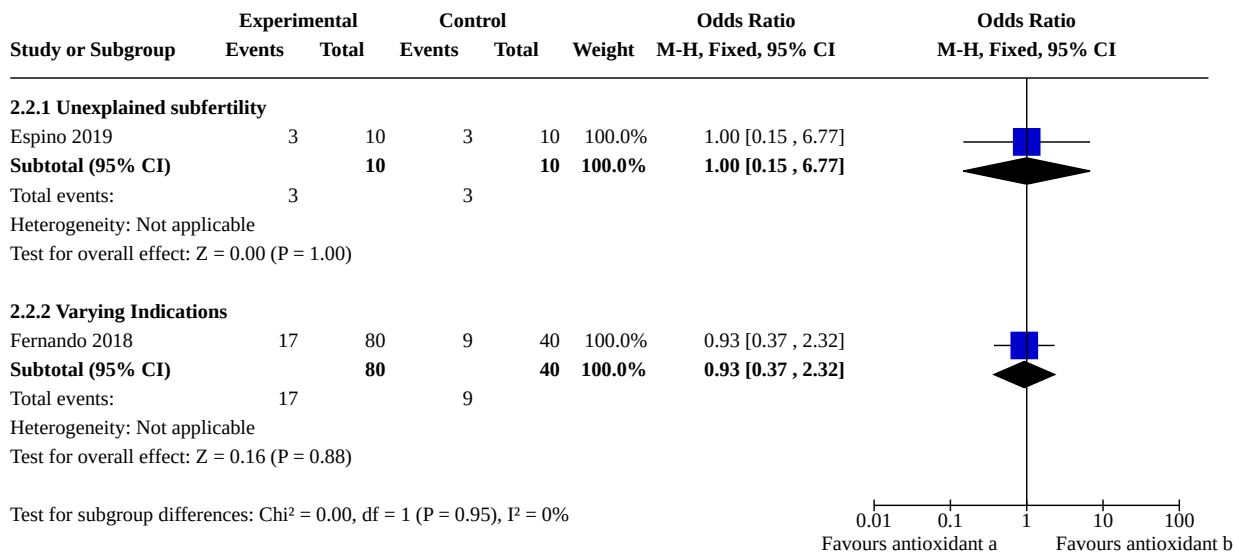 Experimental Control Odds Ratio Odds Ratio
Study or Subgroup Events Total Events Total Weight M-H, Fixed, 95% CI M-H, Fixed, 95% CI
2.2.1 Unexplained subfertility
Espino 2019 3 10 3 10 100.0% 1.00 [0.15 , 6.77]
Subtotal (95% CI) 10 10 100.0% 1.00 [0.15 , 6.77]
Total events: 3 3
Heterogeneity: Not applicable
Test for overall effect: Z = 0.00 (P = 1.00)
2.2.2 Varying Indications
Fernando 2018 17 80 9 40 100.0% 0.93 [0.37 , 2.32]
Subtotal (95% CI) 80 40 100.0% 0.93 [0.37 , 2.32]
Total events: 17 9
Heterogeneity: Not applicable
Test for overall effect: Z = 0.16 (P = 0.88)
Test for subgroup differences: Chi² = 0.00, df = 1 (P = 0.95), I² = 0%
0.01 0.1 1 10 100
Favours antioxidant a Favours antioxidant b